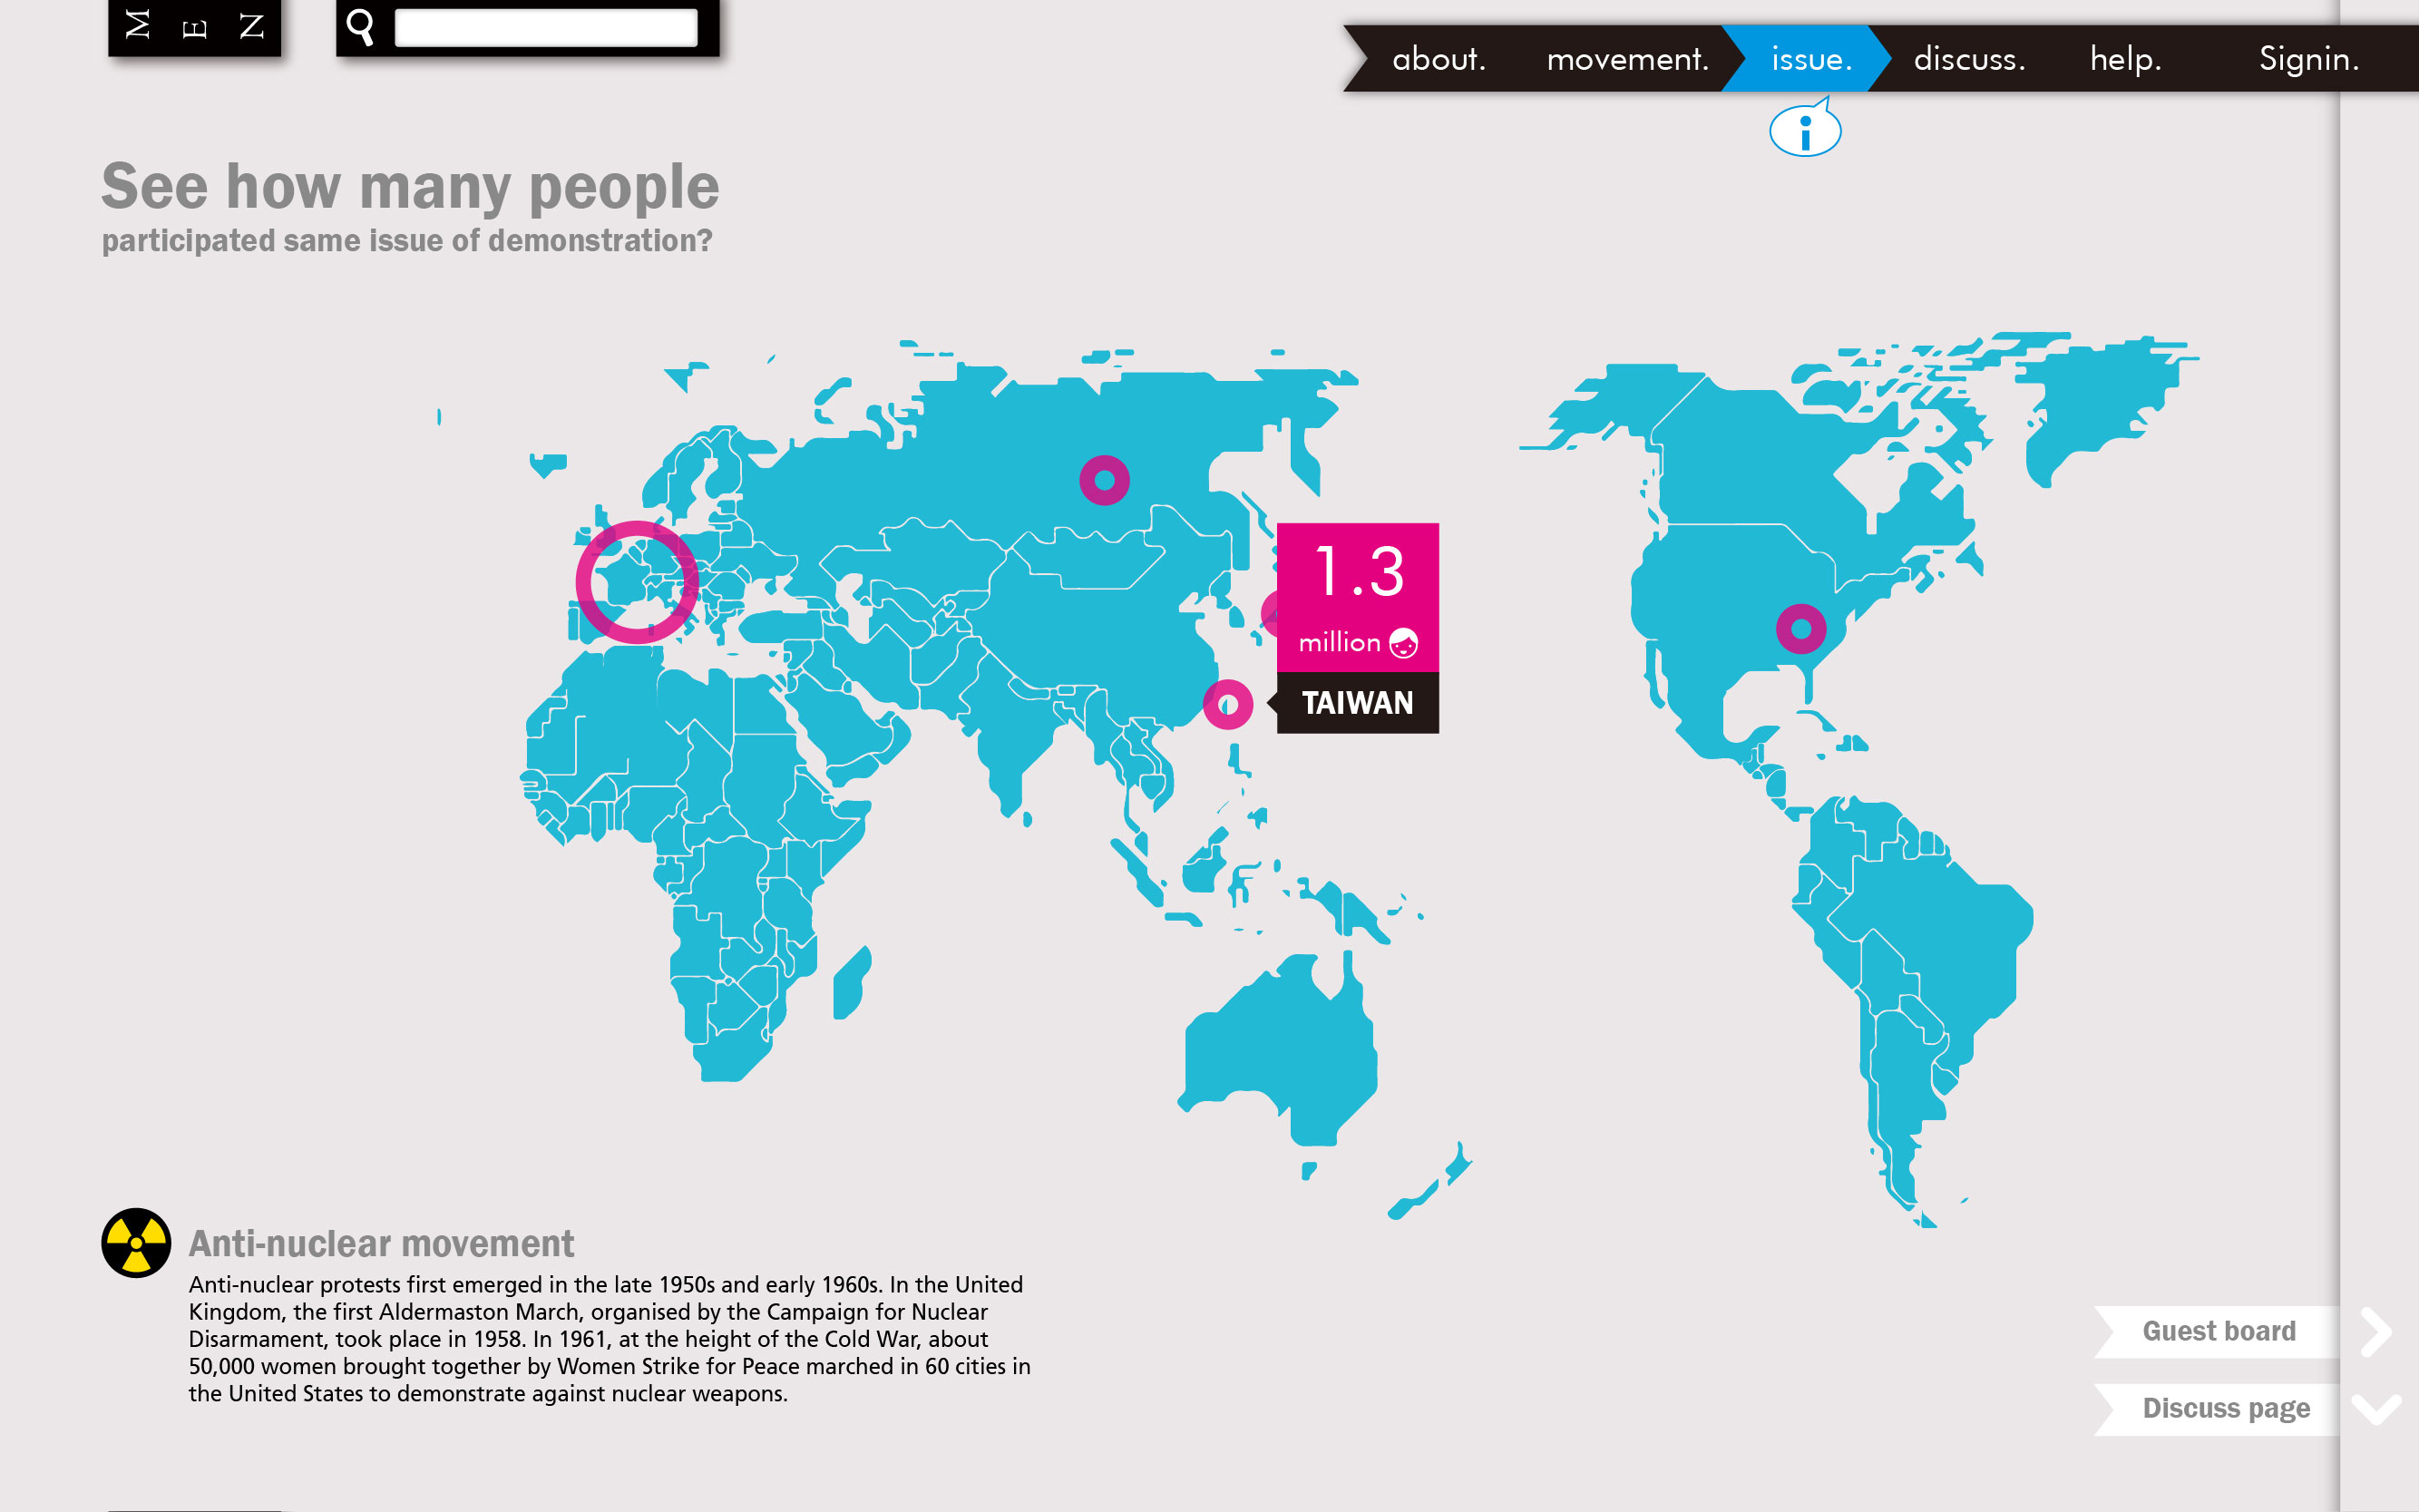 M E N
about. movement. issue. discuss. help. Signin.
i
See how many people
participated same issue of demonstration?
1.3
million
TAIWAN
Anti-nuclear movement
Anti-nuclear protests first emerged in the late 1950s and early 1960s. In the United
Kingdom, the first Aldermaston March, organised by the Campaign for Nuclear
Disarmament, took place in 1958. In 1961, at the height of the Cold War, about
50,000 women brought together by Women Strike for Peace marched in 60 cities in
the United States to demonstrate against nuclear weapons.
Guest board
Discuss page